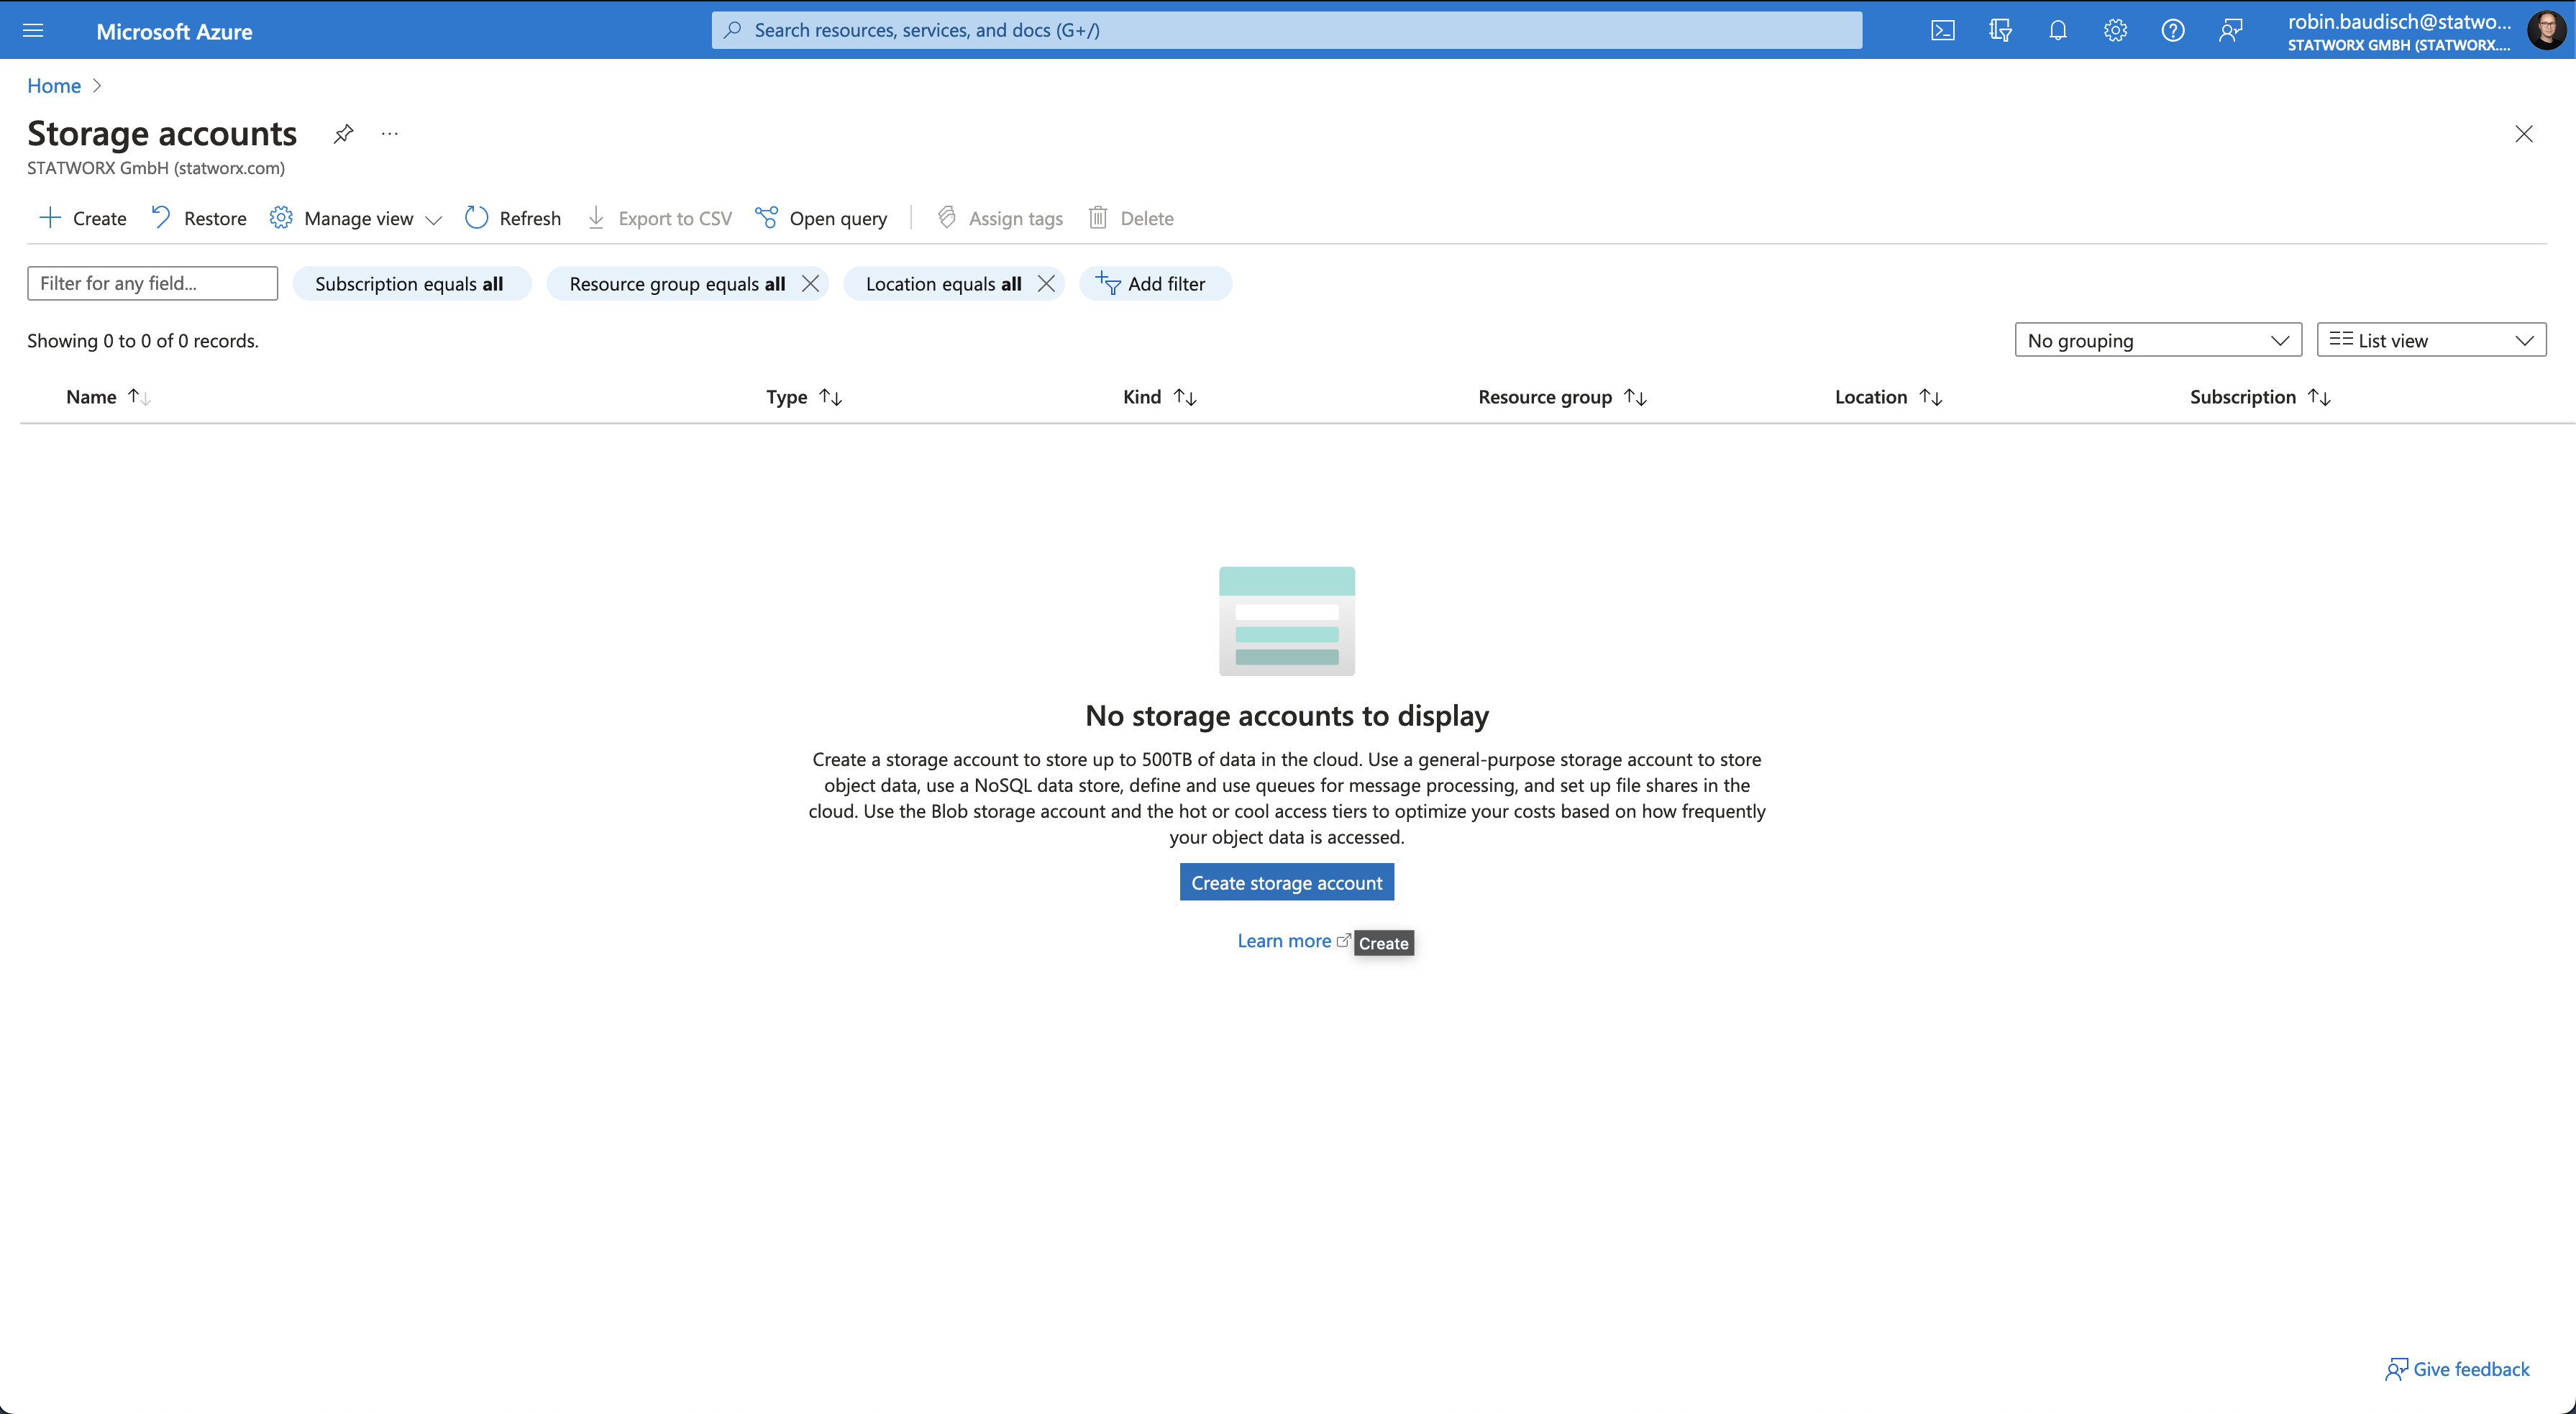 Microsoft Azure
Search resources, services, and docs (G+/)
robin.baudisch@statwo...
STATWORX GMBH (STATWORX....
Home
Storage accounts
STATWORX GmbH (statworx.com)
Create Restore Manage view Refresh Export to CSV Open query Assign tags Delete
Filter for any field... Subscription equals all Resource group equals all Location equals all Add filter
Showing 0 to 0 of 0 records.
No grouping List view
Name Type Kind Resource group Location Subscription
No storage accounts to display
Create a storage account to store up to 500TB of data in the cloud. Use a general-purpose storage account to store
object data, use a NoSQL data store, define and use queues for message processing, and set up file shares in the
cloud. Use the Blob storage account and the hot or cool access tiers to optimize your costs based on how frequently
your object data is accessed.
Create storage account
Learn more Create
Give feedback